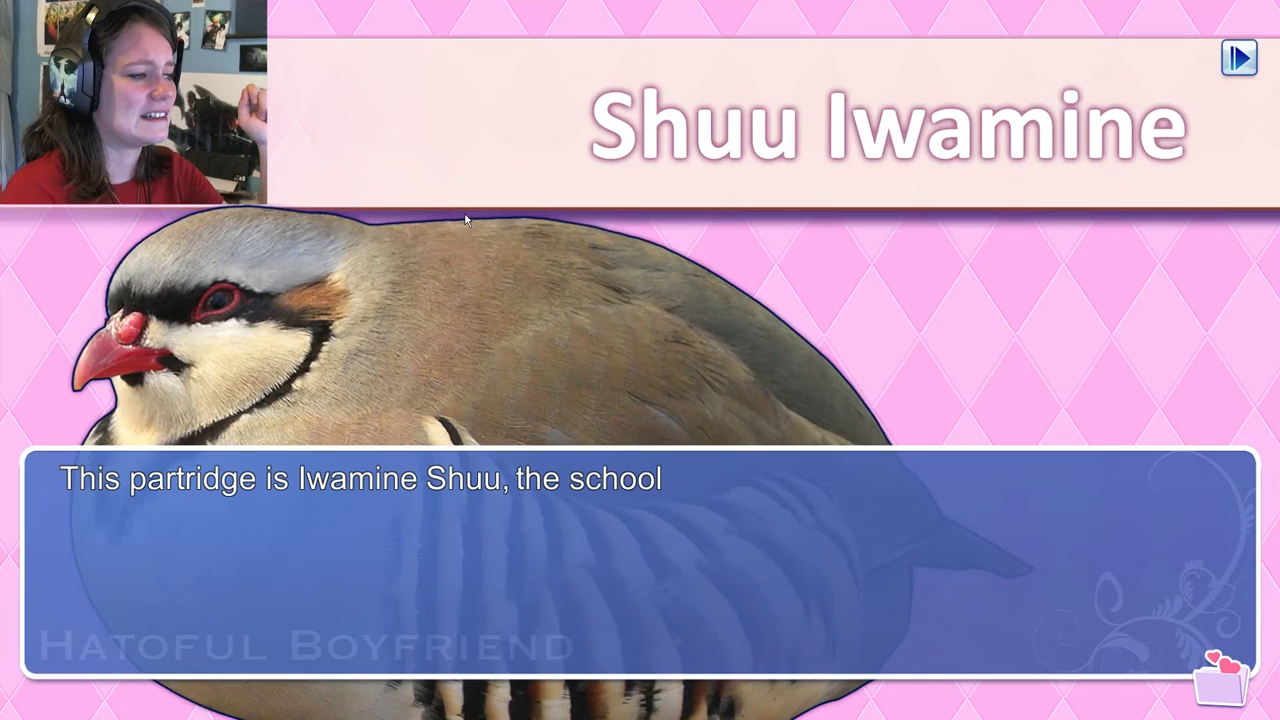 Shuu Iwamine
This partridge is Iwamine Shuu, the school
HATOFUL BOYFRIEND